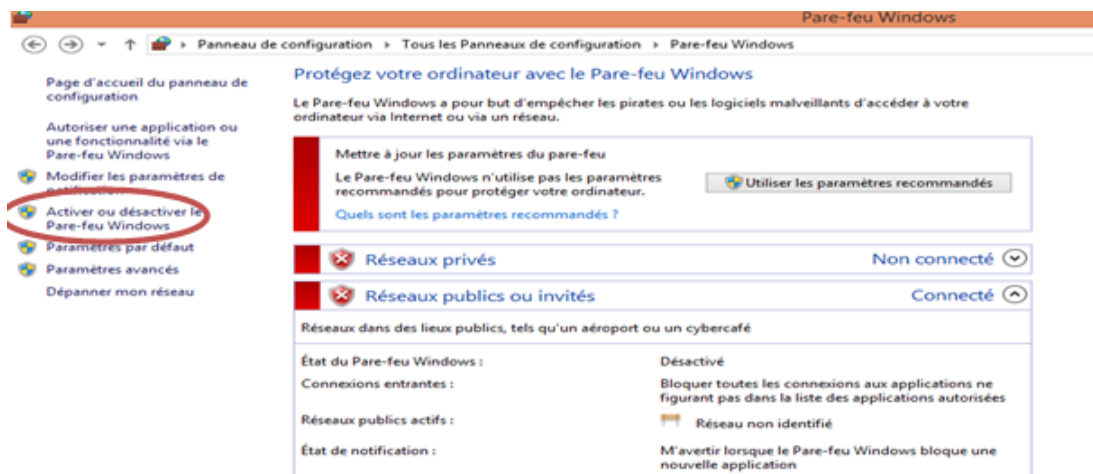 Pare-feu Windows
Panneau de configuration ▸ Tous les Panneaux de configuration ▸ Pare-feu Windows
Page d'accueil du panneau de
configuration
Autoriser une application ou
une fonctionnalité via le
Pare-feu Windows
Modifier les paramètres de
notification
Activer ou désactiver le
Pare-feu Windows
Paramètres par défaut
Paramètres avancés
Dépanner mon réseau
Protégez votre ordinateur avec le Pare-feu Windows
Le Pare-feu Windows a pour but d'empêcher les pirates ou les logiciels malveillants d'accéder à votre
ordinateur via Internet ou via un réseau.
Mettre à jour les paramètres du pare-feu
Le Pare-feu Windows n'utilise pas les paramètres
recommandés pour protéger votre ordinateur.
Utiliser les paramètres recommandés
Quels sont les paramètres recommandés ?
Réseaux privés Non connecté
Réseaux publics ou invités Connecté
Réseaux dans des lieux publics, tels qu'un aéroport ou un cybercafé
État du Pare-feu Windows : Désactivé
Connexions entrantes : Bloquer toutes les connexions aux applications ne
figurant pas dans la liste des applications autorisées
Réseaux publics actifs : Réseau non identifié
État de notification : M'avertir lorsque le Pare-feu Windows bloque une
nouvelle application